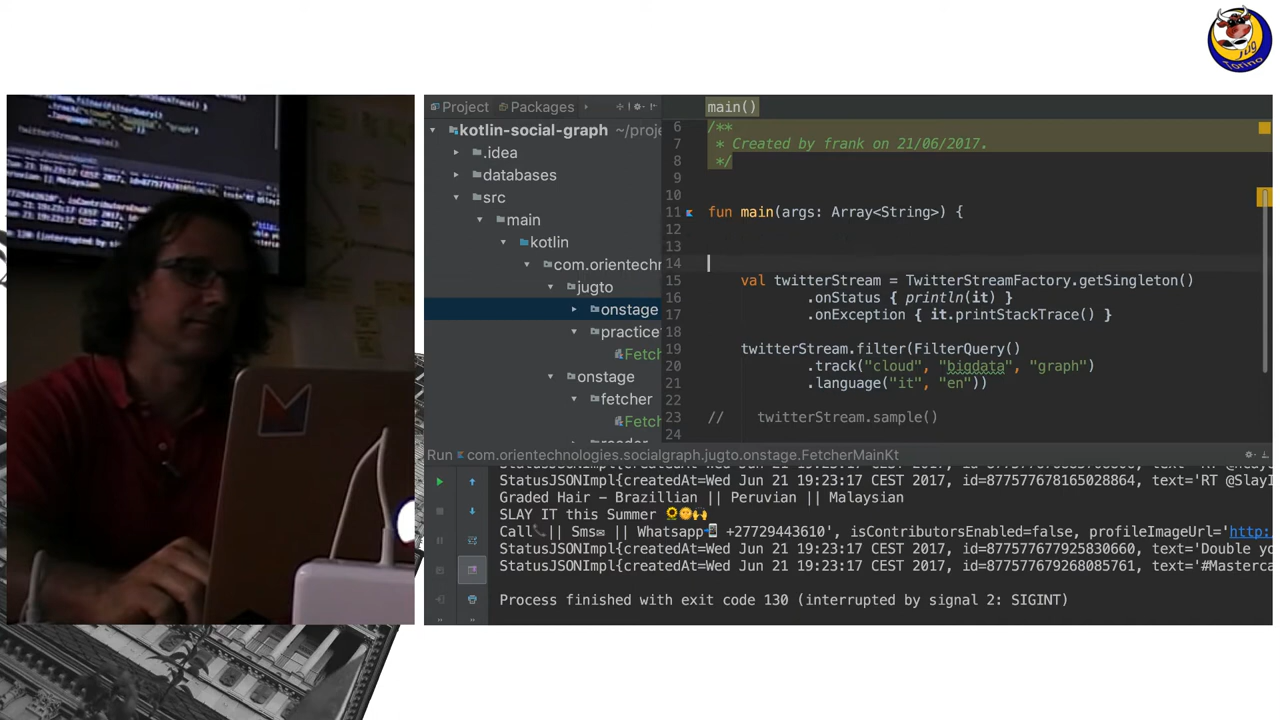 jug
Torino
Project
Packages
kotlin-social-graph ~/proje
.idea
databases
src
main
kotlin
com.orientechn
jugto
onstage
practice
Fetch
onstage
fetcher
Fetch
main()
6 /**
7 * Created by frank on 21/06/2017.
8 */
9
10
11 fun main(args: Array<String>) {
12
13
14
15 val twitterStream = TwitterStreamFactory.getSingleton()
16 .onStatus { println(it) }
17 .onException { it.printStackTrace() }
18
19 twitterStream.filter(FilterQuery()
20 .track("cloud", "bigdata", "graph")
21 .language("it", "en"))
22
23 // twitterStream.sample()
24
Run com.orientechnologies.socialgraph.jugto.onstage.FetcherMainKt
StatusJSONImpl{createdAt=Wed Jun 21 19:23:17 CEST 2017, id=877577678165028864, text='RT @SlayI
Graded Hair - Brazillian || Peruvian || Malaysian
SLAY IT this Summer 🌻🌞🙌
Call📞|| Sms✉ || Whatsapp📲 +27729443610', isContributorsEnabled=false, profileImageUrl='http:
StatusJSONImpl{createdAt=Wed Jun 21 19:23:17 CEST 2017, id=877577677925830660, text='Double yo
StatusJSONImpl{createdAt=Wed Jun 21 19:23:17 CEST 2017, id=877577679268085761, text='#Masterca
Process finished with exit code 130 (interrupted by signal 2: SIGINT)